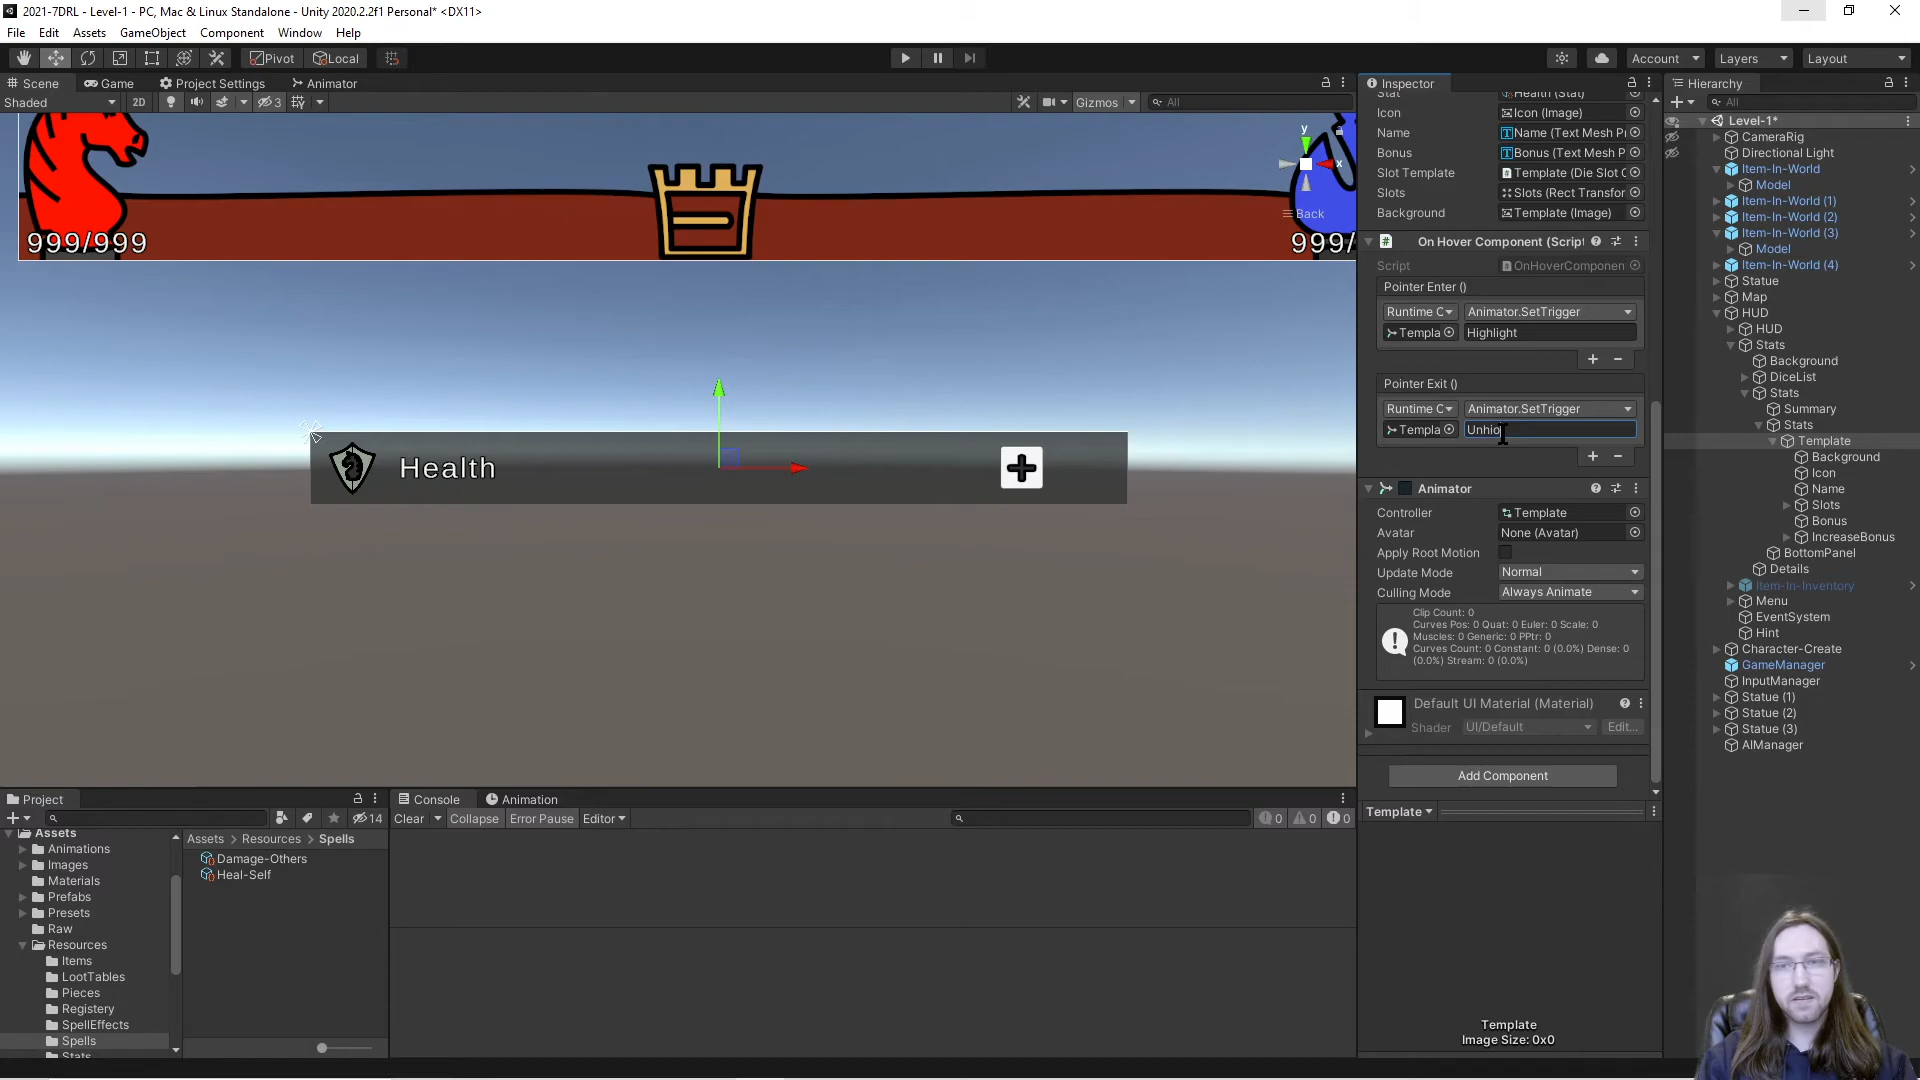 2021-7DRL - Level-1 - PC, Mac & Linux Standalone - Unity 2020.2.2f1 Personal* <DX11>
File Edit Assets GameObject Component Window Help
Pivot Local Account Layers Layout
Scene Game Project Settings Animator
Shaded 2D 3 Gizmos All
999/999
999/
y
x
Back
Health
Inspector
Stat Health (Stat)
Icon Icon (Image)
Name Name (Text Mesh P
Bonus Bonus (Text Mesh P
Slot Template Template (Die Slot C
Slots Slots (Rect Transfor
Background Template (Image)
On Hover Component (Script
Script OnHoverComponen
Pointer Enter ()
Runtime Animator.SetTrigger
Templa Highlight
Pointer Exit ()
Runtime Animator.SetTrigger
Templa
Animator
Controller Template
Avatar None (Avatar)
Apply Root Motion
Update Mode Normal
Culling Mode Always Animate
Clip Count: 0
Curves Pos: 0 Quat: 0 Euler: 0 Scale: 0
Muscles: 0 Generic: 0 PPtr: 0
Curves Count: 0 Constant: 0 (0.0%) Dense: 0
(0.0%) Stream: 0 (0.0%)
Default UI Material (Material)
Shader UI/Default Edit...
Add Component
Template
Template
Image Size: 0x0
Hierarchy
All
Level-1*
CameraRig
Directional Light
Item-In-World
Model
Item-In-World (1)
Item-In-World (2)
Item-In-World (3)
Model
Item-In-World (4)
Statue
Map
HUD
HUD
Stats
Background
DiceList
Stats
Summary
Stats
Template
Background
Icon
Name
Slots
Bonus
IncreaseBonus
BottomPanel
Details
Item-In-Inventory
Menu
EventSystem
Hint
Character-Create
GameManager
InputManager
Statue (1)
Statue (2)
Statue (3)
AIManager
Project
14
Assets
Animations
Images
Materials
Prefabs
Presets
Raw
Resources
Items
LootTables
Pieces
Registery
SpellEffects
Spells
Stats
Assets Resources Spells
Damage-Others
Heal-Self
Console Animation
Clear Collapse Error Pause Editor 0 0 0